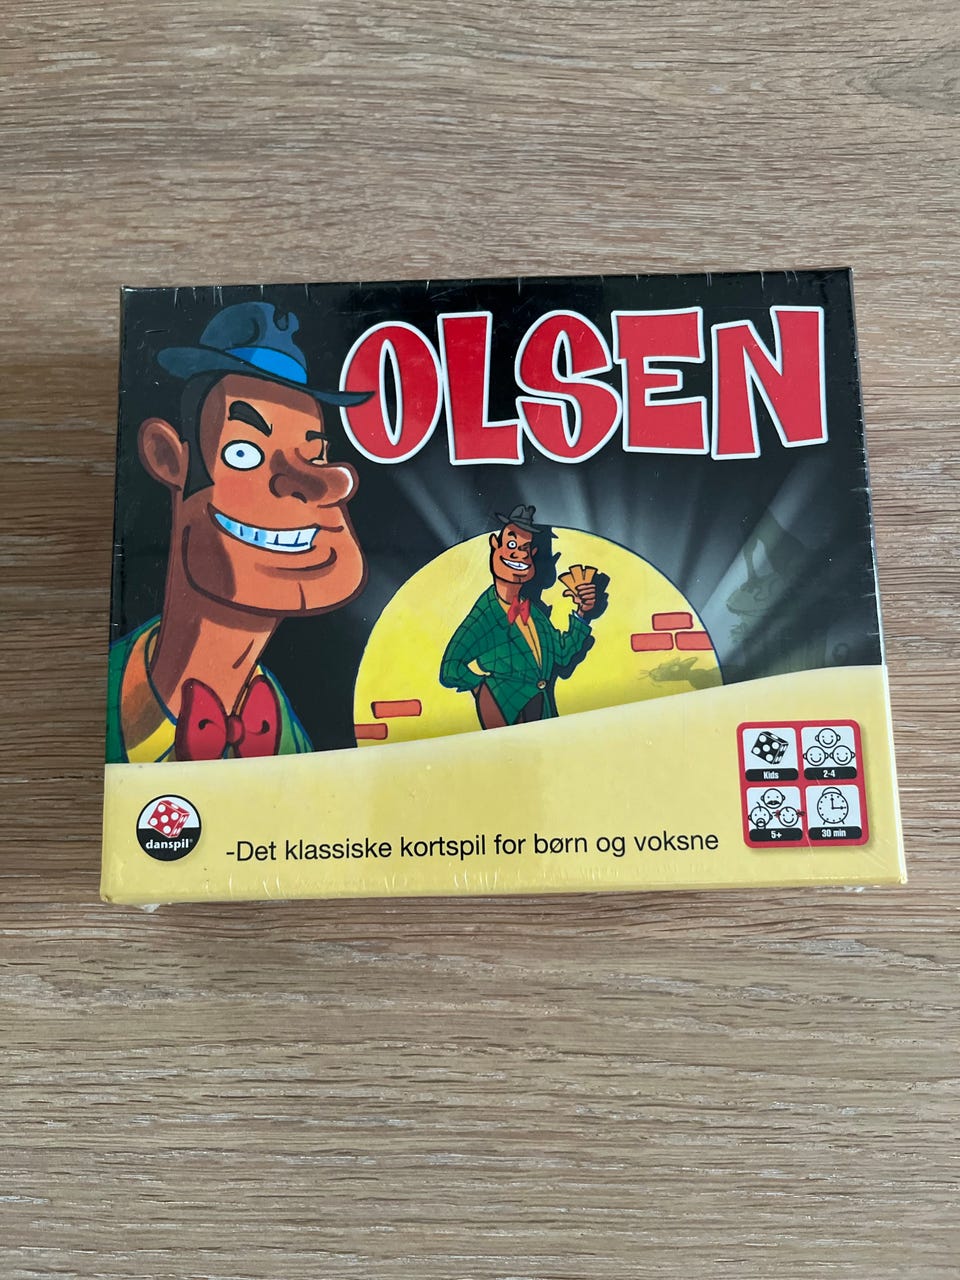 OLSEN
Kids
2-4
5+
30 min
danspil®
-Det klassiske kortspil for børn og voksne